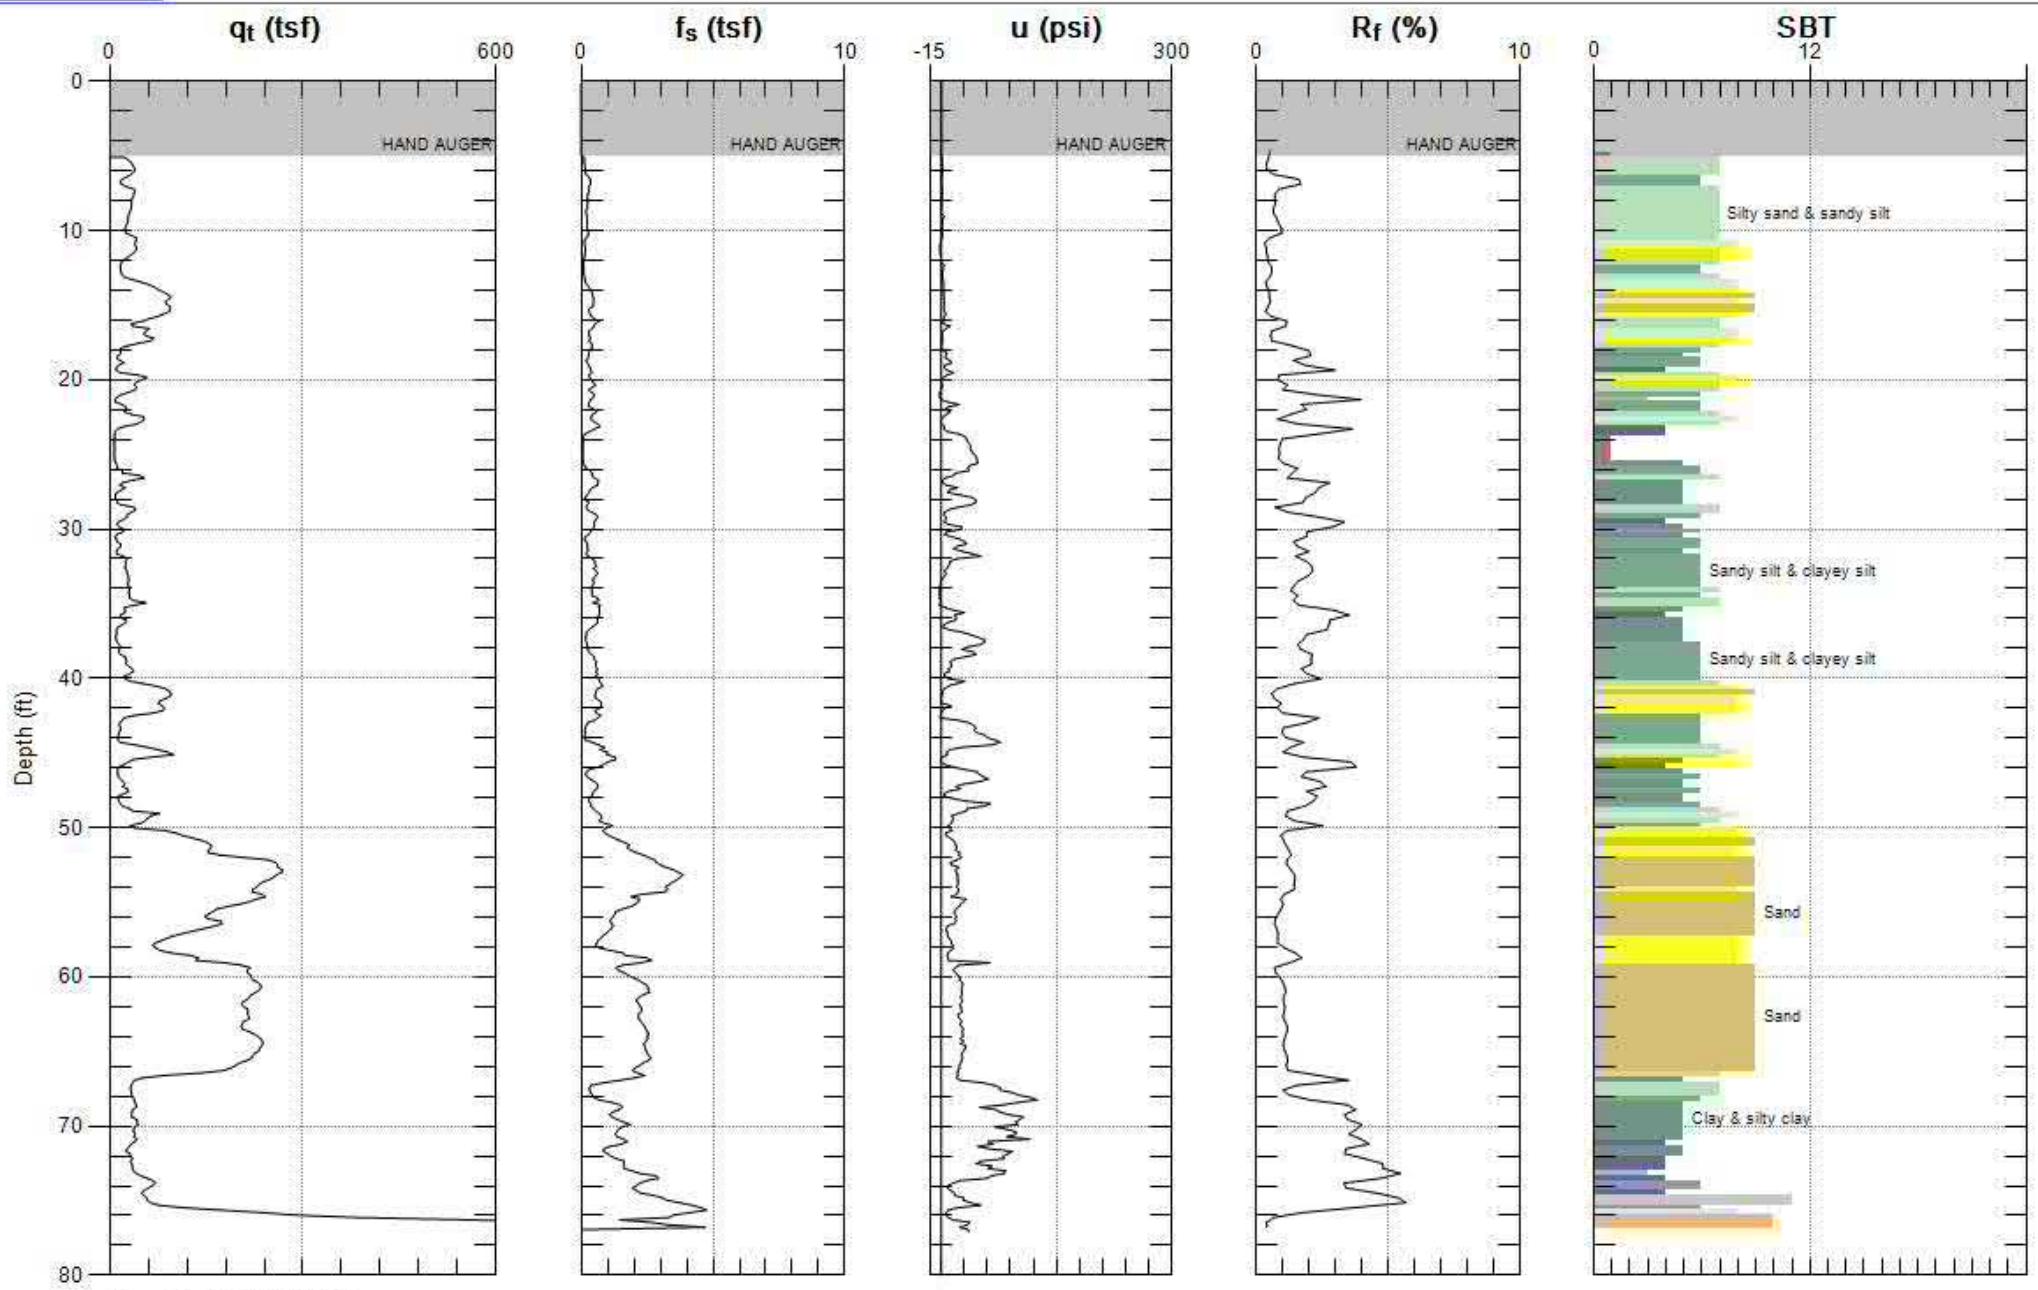 qt (tsf) fs (tsf) u (psi) Rf (%) SBT
0 600 0 10 -15 300 0 10 0 12
0
HAND AUGER HAND AUGER HAND AUGER HAND AUGER
Silty sand & sandy silt
10
20
30
Sandy silt & clayey silt
Sandy silt & clayey silt
40
Depth (ft)
50
Sand
60
Sand
Clay & silty clay
70
80